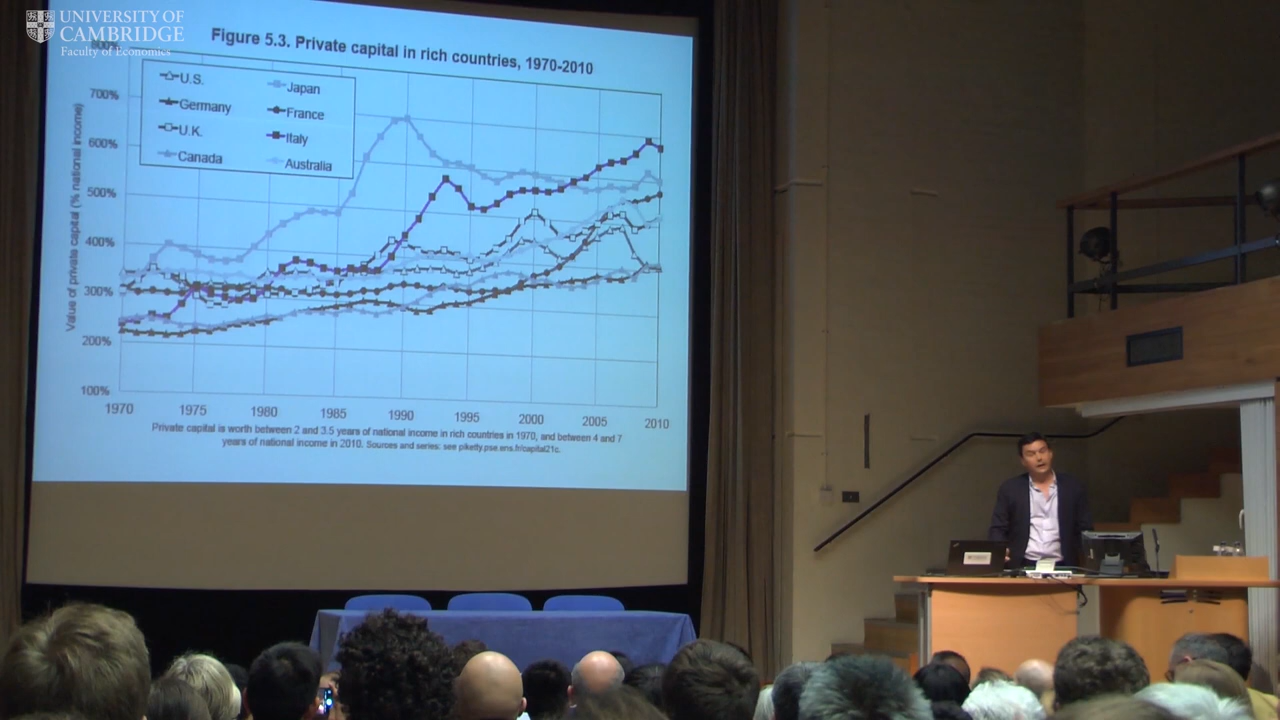 UNIVERSITY OF
CAMBRIDGE
Faculty of Economics
Figure 5.3. Private capital in rich countries, 1970-2010
800%
700%
600%
500%
400%
300%
200%
100%
Value of private capital (% national income)
U.S.
Japan
Germany
France
U.K.
Italy
Canada
Australia
1970
1975
1980
1985
1990
1995
2000
2005
2010
Private capital is worth between 2 and 3.5 years of national income in rich countries in 1970, and between 4 and 7
years of national income in 2010. Sources and series: see piketty.pse.ens.fr/capital21c.